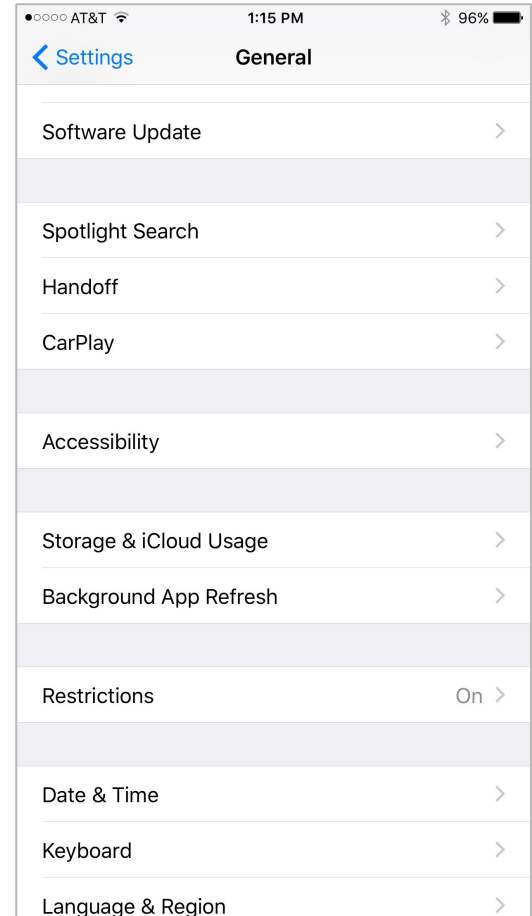 AT&T 1:15 PM 96%
Settings General
Software Update
Spotlight Search
Handoff
CarPlay
Accessibility
Storage & iCloud Usage
Background App Refresh
Restrictions On
Date & Time
Keyboard
Language & Region